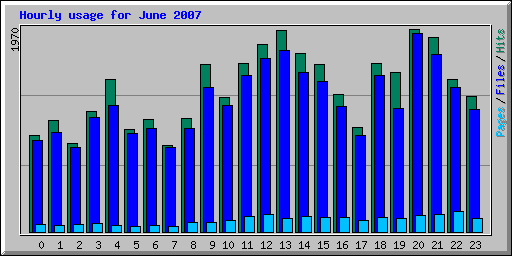 Hourly usage for June 2007
1970
Pages / Files / Hits
0 1 2 3 4 5 6 7 8 9 10 11 12 13 14 15 16 17 18 19 20 21 22 23